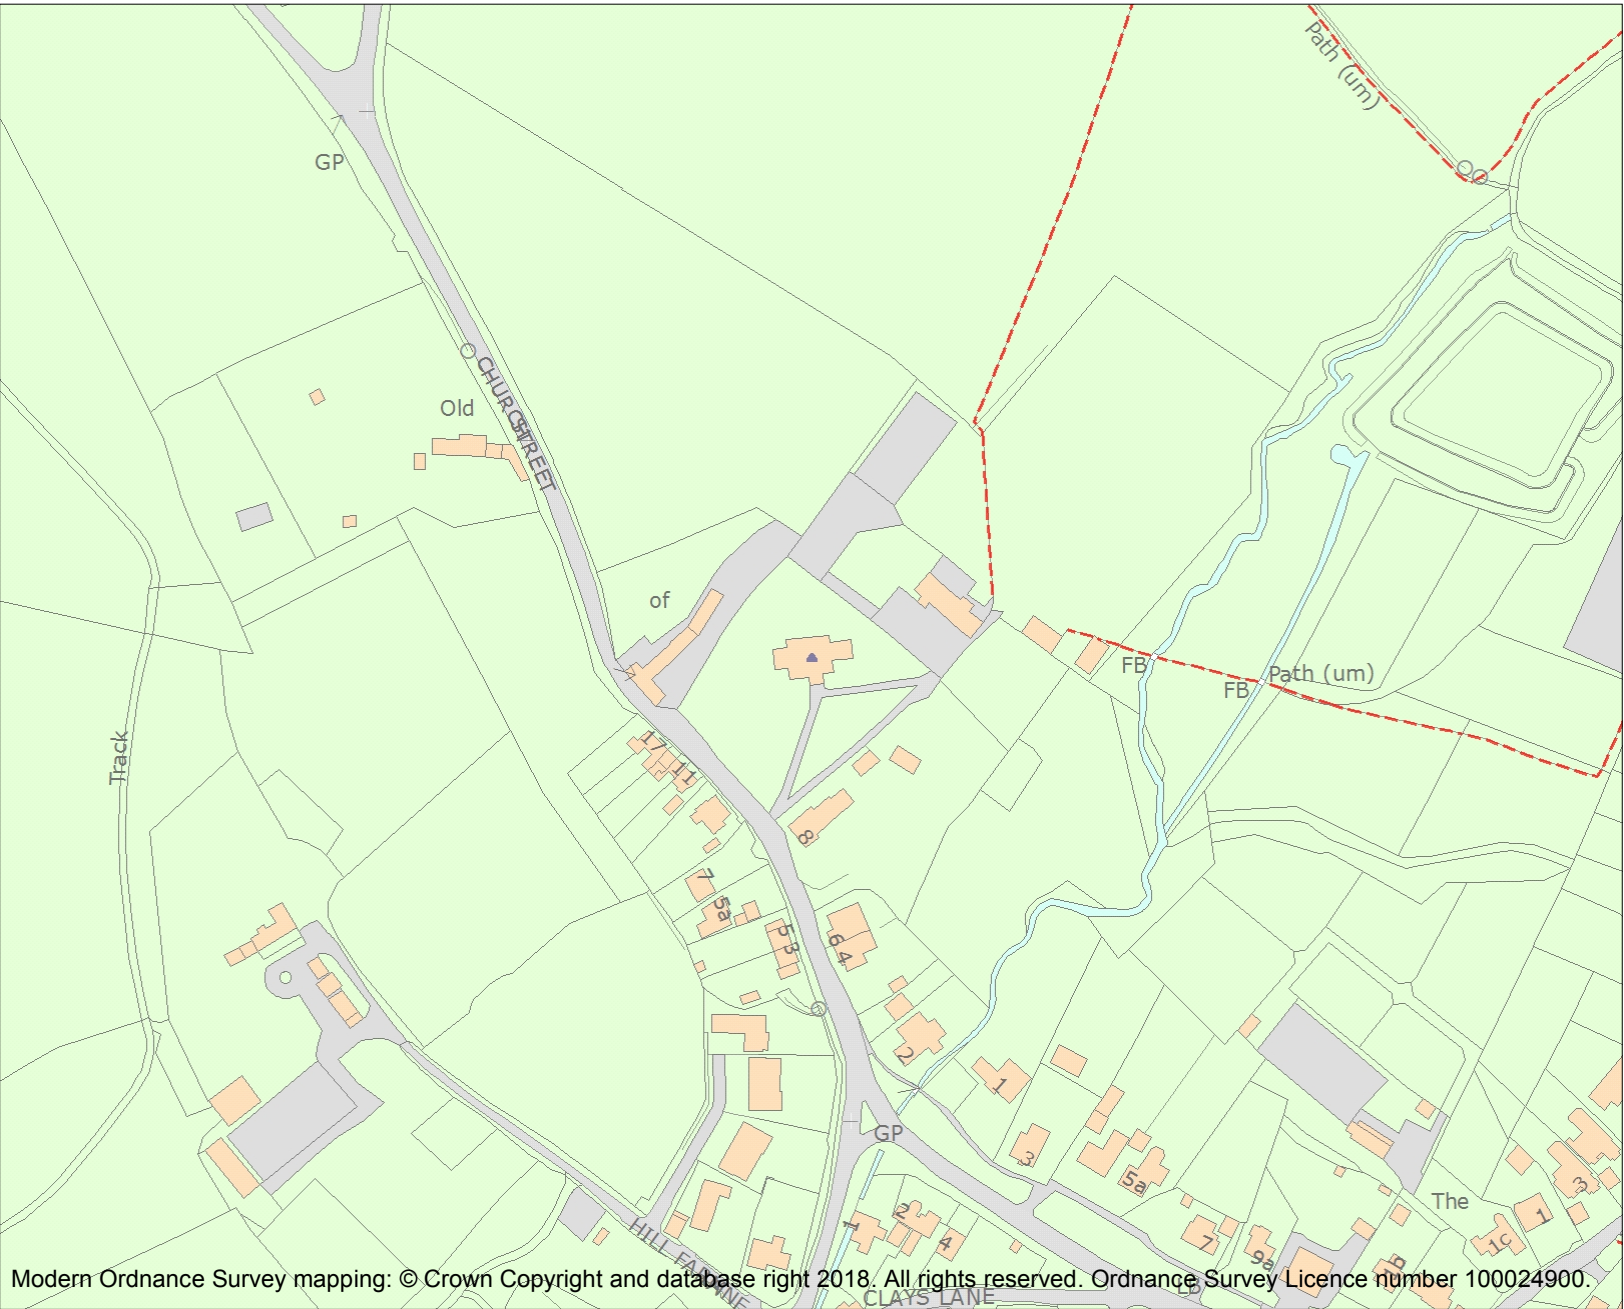 Path (um)
GP
CHURCH
STREET
Old
of
FB
Path (um)
FB
Track
17
11
8
7
5a
5
3
6
4
2
1
GP
3
5a
The
3
1
1c
2
1
4
7
9a
HILL FARM
LANE
LB
CLAYS LANE
Modern Ordnance Survey mapping: © Crown Copyright and database right 2018. All rights reserved. Ordnance Survey Licence number 100024900.